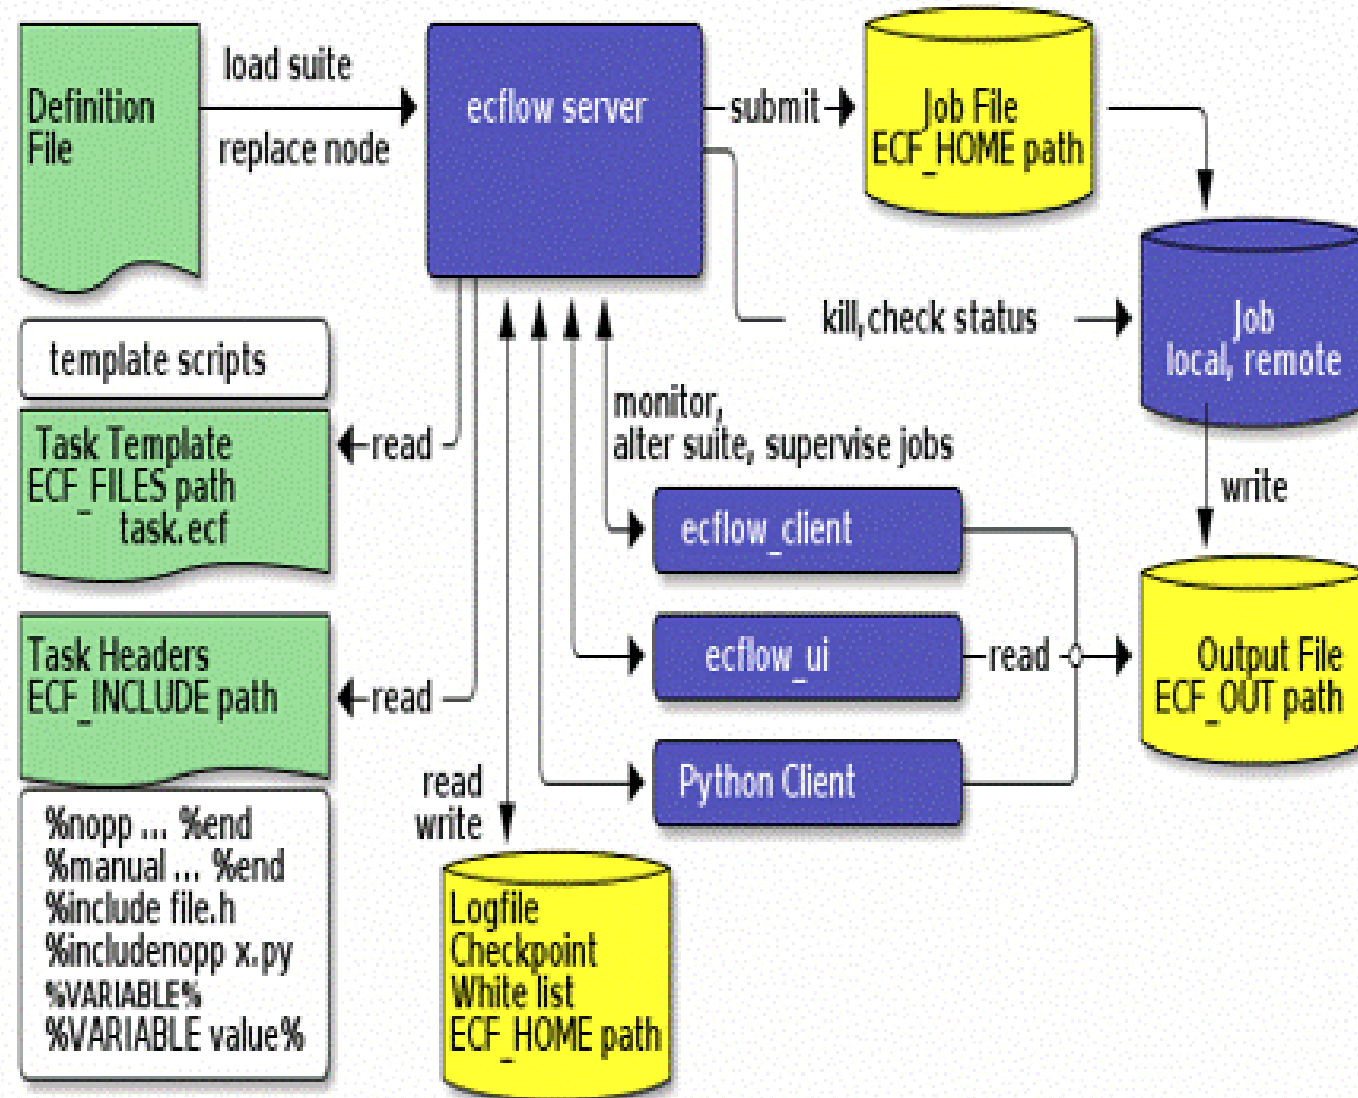 Definition
File
load suite
replace node
ecflow server
submit
Job File
ECF_HOME path
kill,check status
Job
local, remote
template scripts
Task Template
ECF_FILES path
task.ecf
read
monitor,
alter suite, supervise jobs
write
ecflow_client
ecflow_ui
read
Python Client
Output File
ECF_OUT path
Task Headers
ECF_INCLUDE path
read
read
write
%nopp ... %end
%manual ... %end
%include file.h
%includenopp x.py
%VARIABLE%
%VARIABLE value%
Logfile
Checkpoint
White list
ECF_HOME path